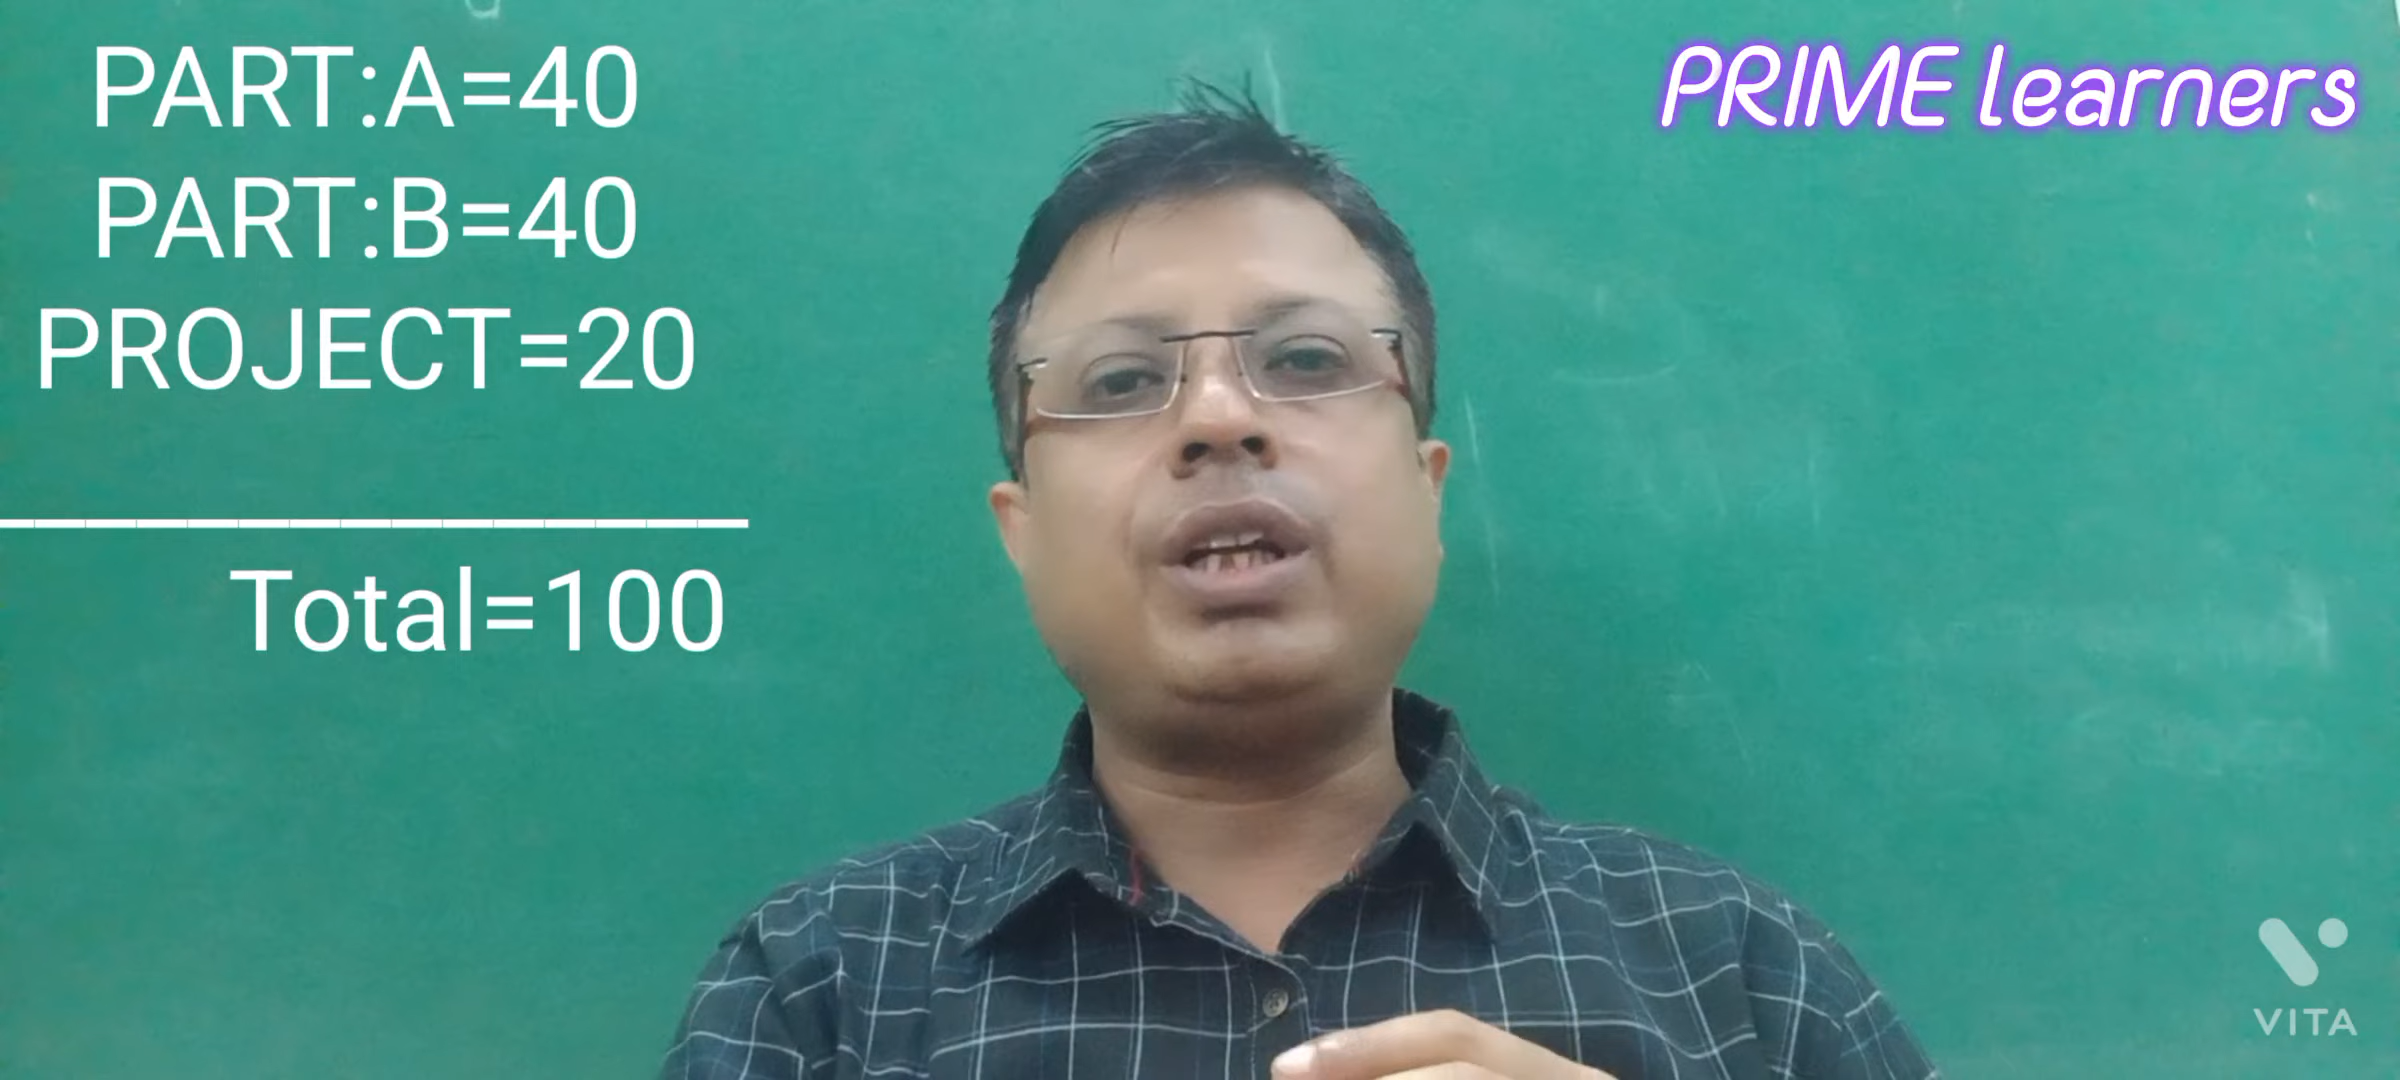 PART:A=40
PART:B=40
PROJECT=20
Total=100
PRIME learners
VITA